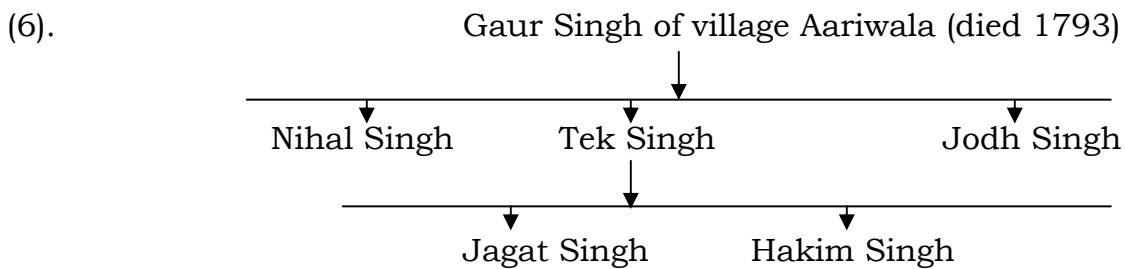 (6). Gaur Singh of village Aariwala (died 1793)
Nihal Singh Tek Singh Jodh Singh
Jagat Singh Hakim Singh